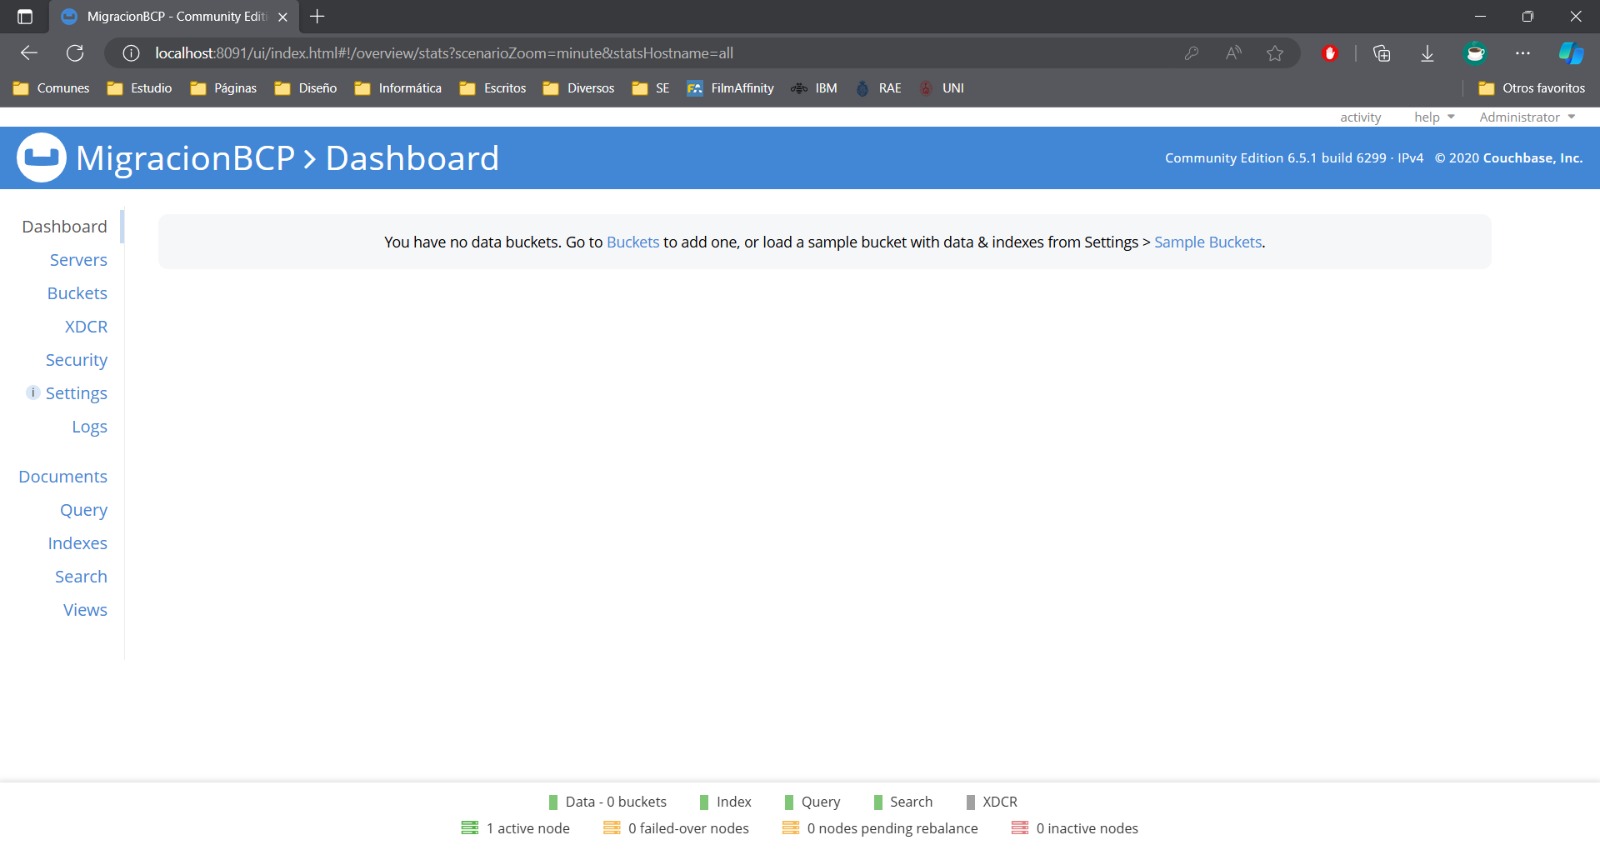 MigracionBCP - Community Editi
localhost:8091/ui/index.html#!/overview/stats?scenarioZoom=minute&statsHostname=all
Comunes Estudio Páginas Diseño Informática Escritos Diversos SE FilmAffinity IBM RAE UNI Otros favoritos
activity help Administrator
MigracionBCP > Dashboard
Community Edition 6.5.1 build 6299 · IPv4 © 2020 Couchbase, Inc.
Dashboard
Servers
Buckets
XDCR
Security
Settings
Logs
Documents
Query
Indexes
Search
Views
You have no data buckets. Go to Buckets to add one, or load a sample bucket with data & indexes from Settings > Sample Buckets.
Data - 0 buckets Index Query Search XDCR
1 active node 0 failed-over nodes 0 nodes pending rebalance 0 inactive nodes